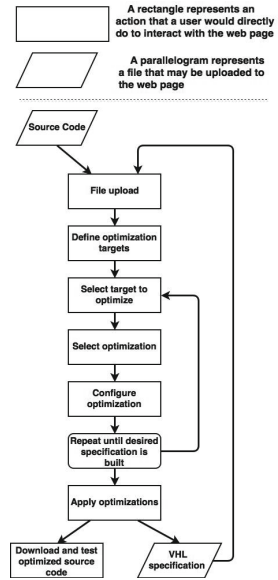 A rectangle represents an
action that a user would directly
do to interact with the web page
A parallelogram represents
a file that may be uploaded to
the web page
Source Code
File upload
Define optimization
targets
Select target to
optimize
Select optimization
Configure
optimization
Repeat until desired
specification is
built
Apply optimizations
Download and test
optimized source
code
VHL
specification